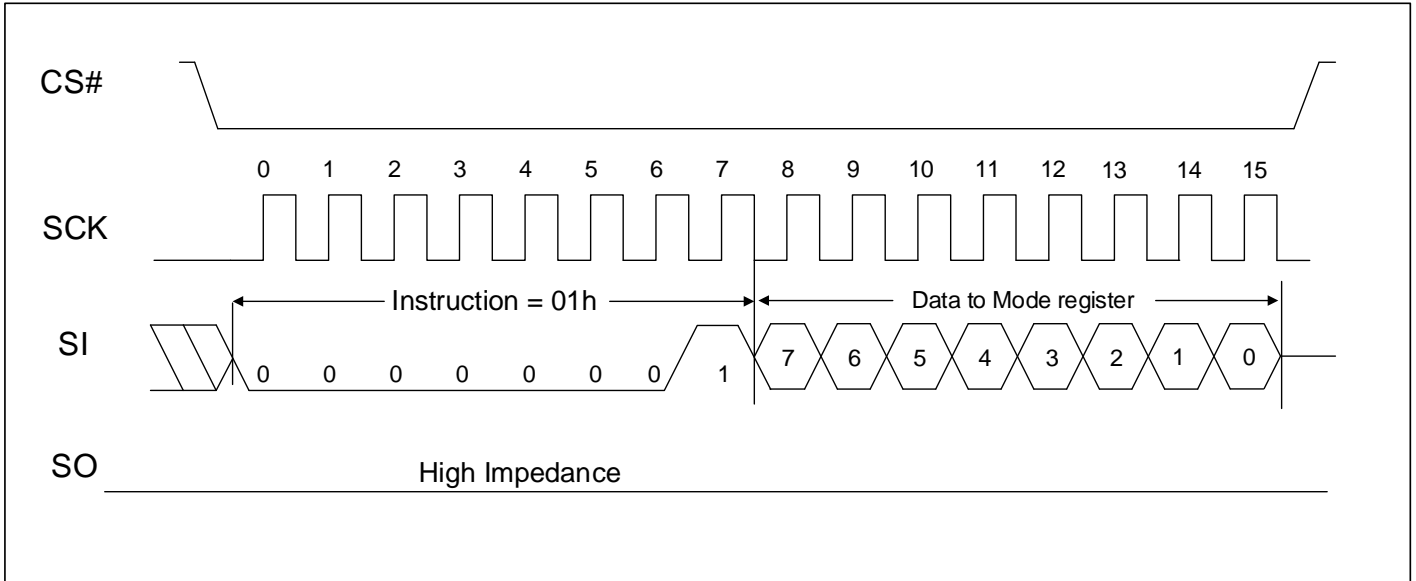 CS#
0 1 2 3 4 5 6 7 8 9 10 11 12 13 14 15
SCK
Instruction = 01h Data to Mode register
SI
0 0 0 0 0 0 0 1 7 6 5 4 3 2 1 0
SO
High Impedance